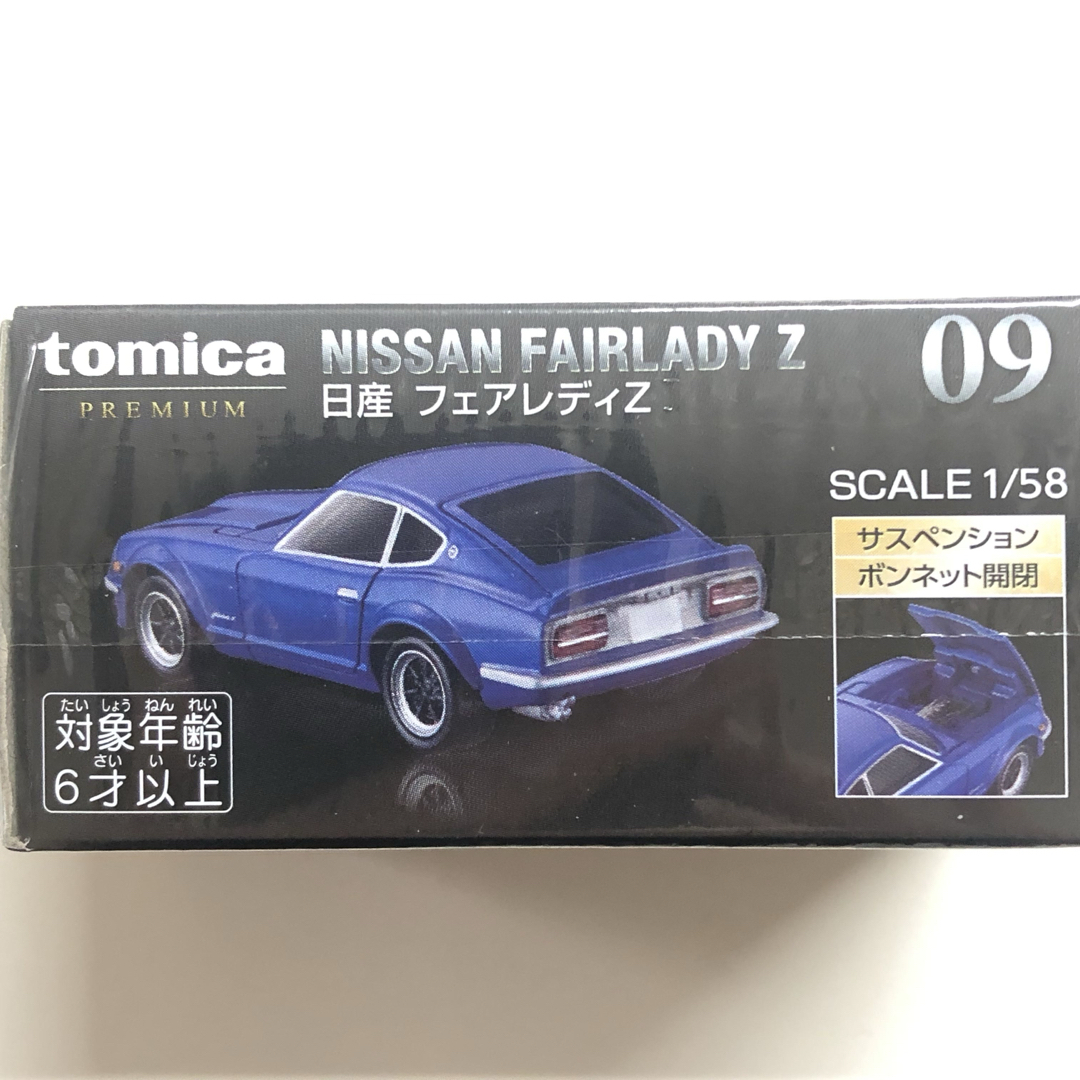 tomica
PREMIUM
NISSAN FAIRLADY Z
日産 フェアレディZ
09
SCALE 1/58
サスペンション
ボンネット開閉
たい しょう ねん れい
対象年齢
さい い じょう
6才以上